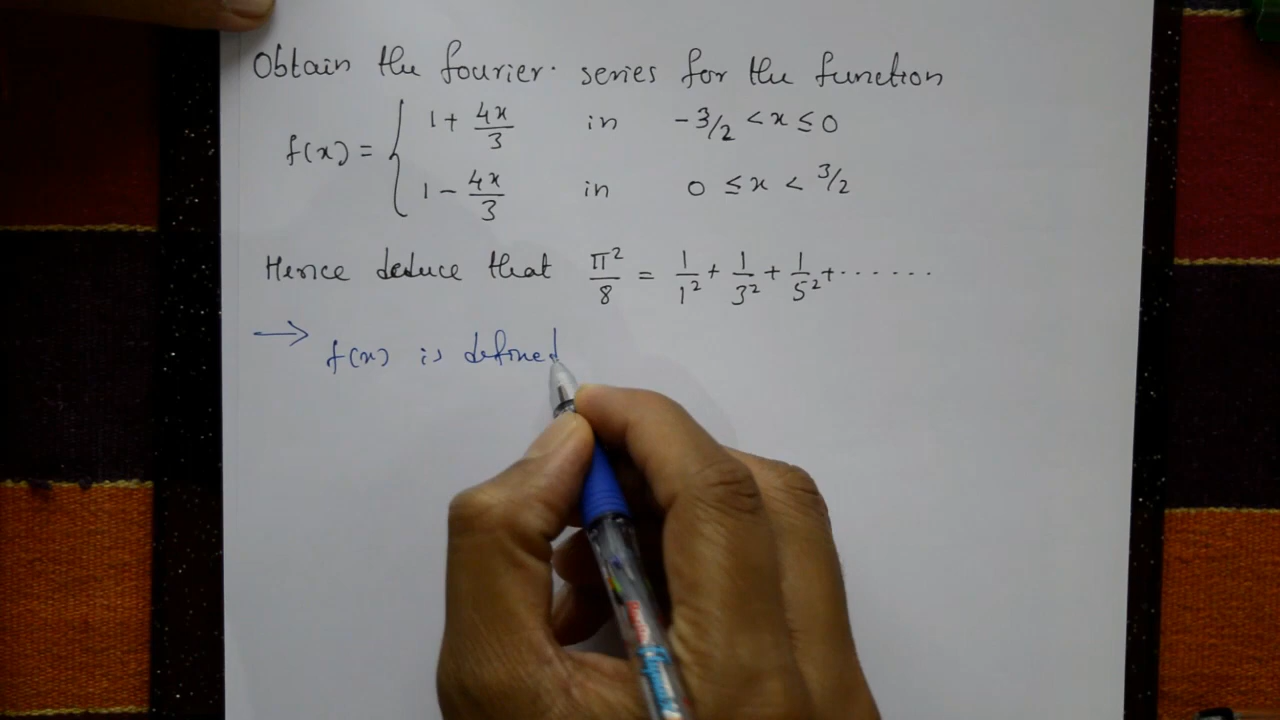 Obtain the fourier series for the function
f(x) = { 1 + 4x/3 in -3/2 < x ≤ 0
1 - 4x/3 in 0 ≤ x < 3/2
Hence deduce that π²/8 = 1/1² + 1/3² + 1/5² + .......
→ f(x) is defined